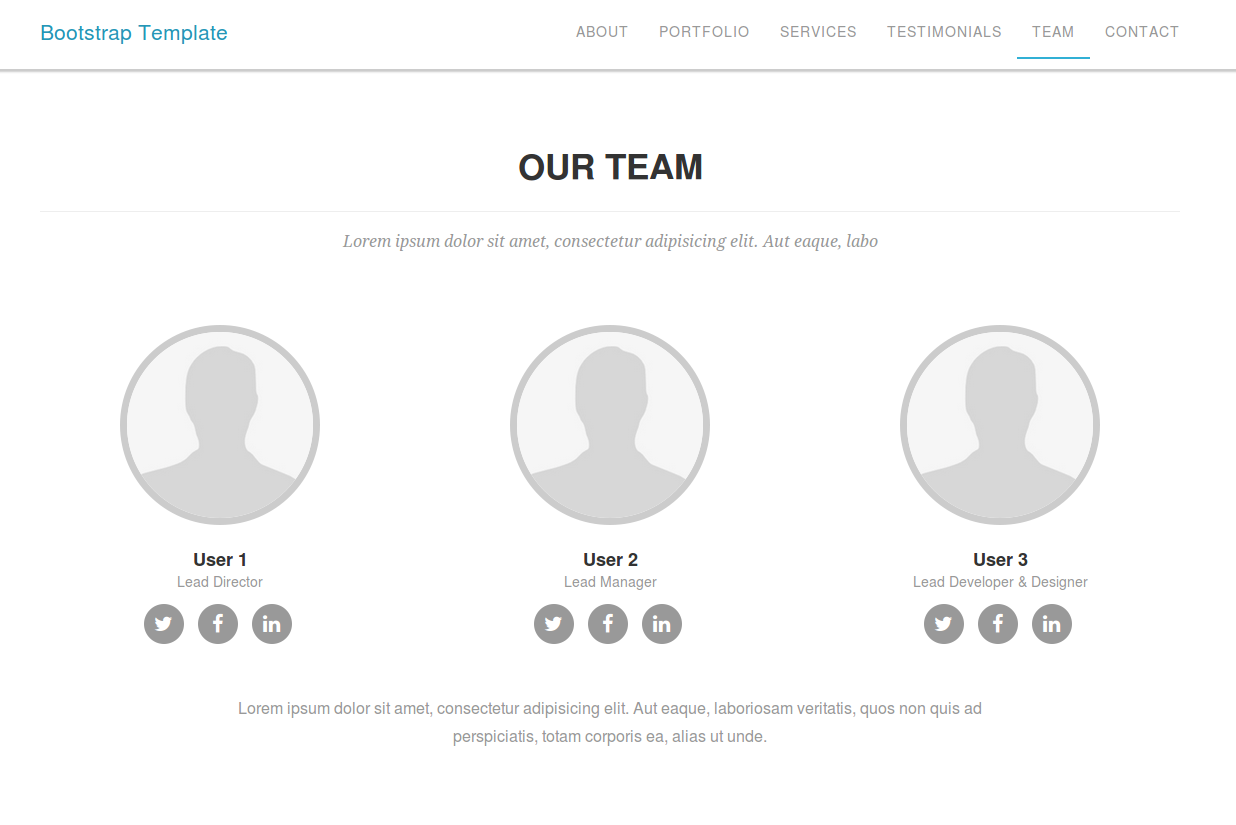 Bootstrap Template
ABOUT PORTFOLIO SERVICES TESTIMONIALS TEAM CONTACT
OUR TEAM
Lorem ipsum dolor sit amet, consectetur adipisicing elit. Aut eaque, labo
User 1
Lead Director
User 2
Lead Manager
User 3
Lead Developer & Designer
Lorem ipsum dolor sit amet, consectetur adipisicing elit. Aut eaque, laboriosam veritatis, quos non quis ad
perspiciatis, totam corporis ea, alias ut unde.